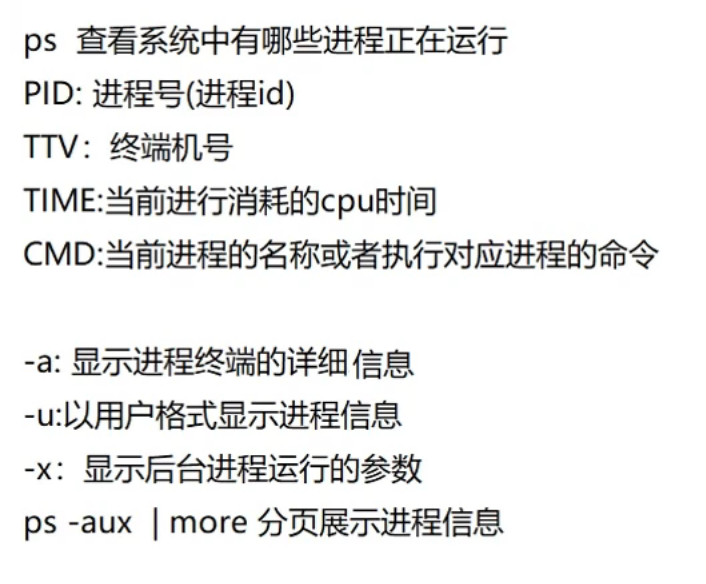 ps 查看系统中有哪些进程正在运行
PID: 进程号(进程id)
TTV：终端机号
TIME:当前进行消耗的cpu时间
CMD:当前进程的名称或者执行对应进程的命令
-a: 显示进程终端的详细信息
-u:以用户格式显示进程信息
-x：显示后台进程运行的参数
ps -aux | more 分页展示进程信息